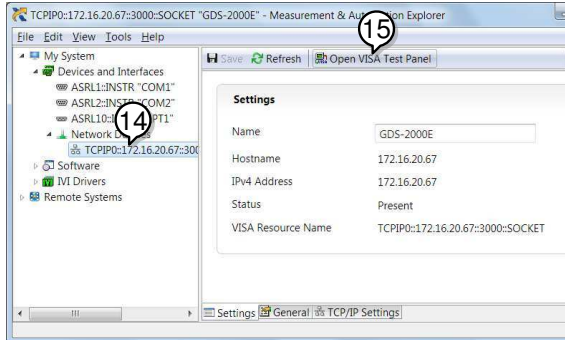 TCPIP0::172.16.20.67::3000::SOCKET "GDS-2000E" - Measurement & Automation Explorer
15
File Edit View Tools Help
My System
Save Refresh Open VISA Test Panel
Devices and Interfaces
ASRL1::INSTR "COM1"
ASRL2::INSTR "COM2"
ASRL10::
Settings
14
Network
TCPIP0::172.16.20.67::300
Software
IVI Drivers
Remote Systems
Name GDS-2000E
Hostname 172.16.20.67
IPv4 Address 172.16.20.67
Status Present
VISA Resource Name TCPIP0::172.16.20.67::3000::SOCKET
Settings General TCP/IP Settings